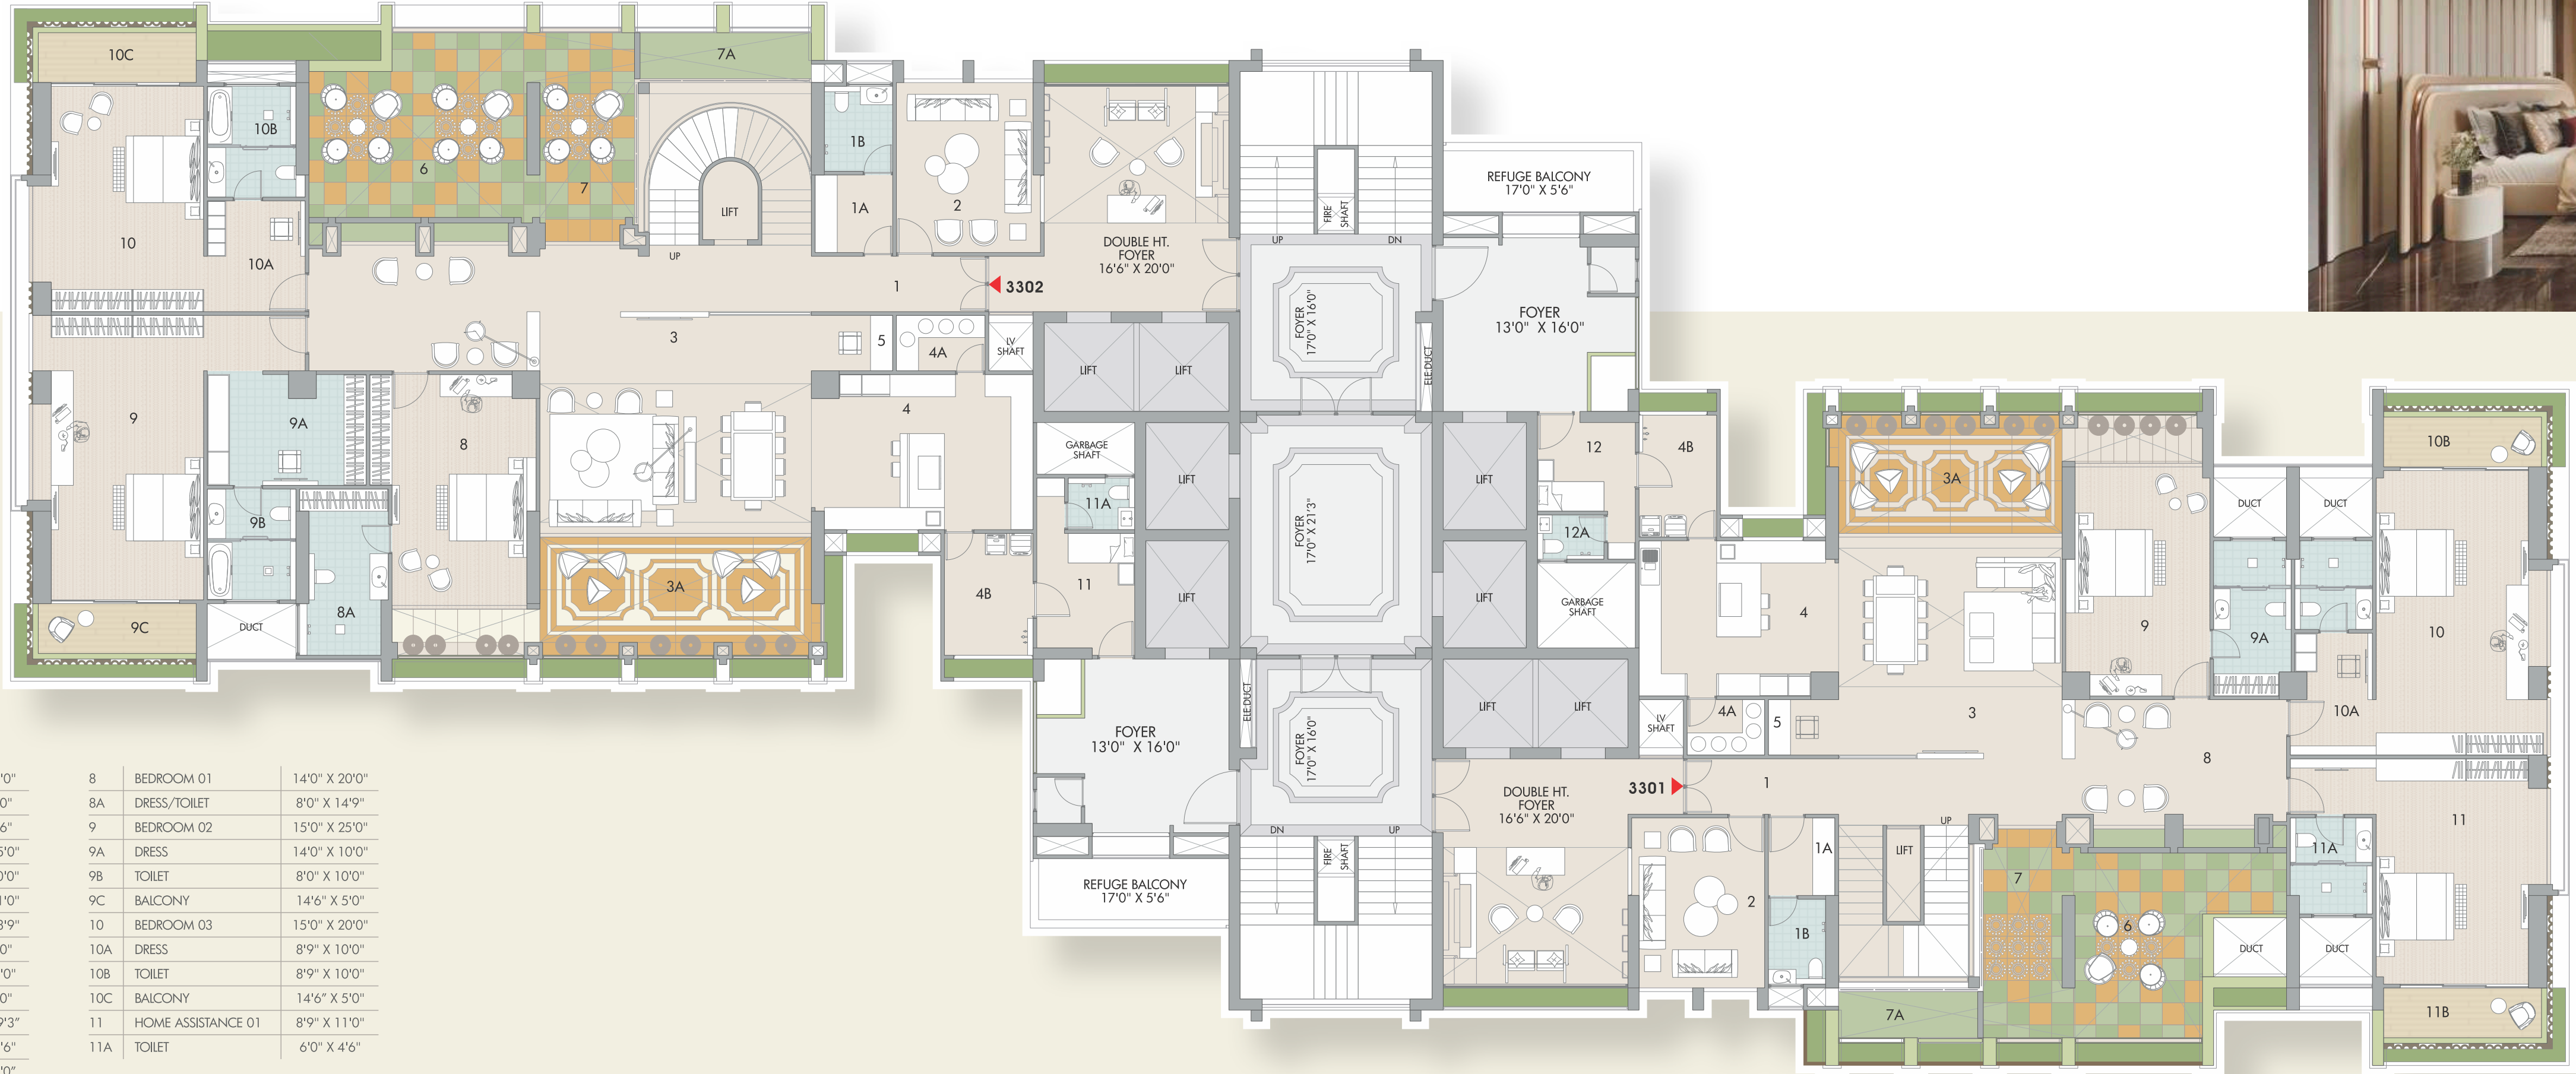 10C
7A
10B
1B
6
7
1A
2
LIFT
10
10A
UP
DOUBLE HT.
FOYER
16'6" X 20'0"
1
3302
FIRE
SHAFT
UP
DN
FOYER
17'0" X 16'0"
REFUGE BALCONY
17'0" X 5'6"
FOYER
13'0" X 16'0"
ELE.DUCT
3
5
4A
LV
SHAFT
LIFT
LIFT
9
9A
8
4
GARBAGE
SHAFT
LIFT
11A
9B
LIFT
3A
4B
11
8A
9C
DUCT
FOYER
17'0" X 21'3"
LIFT
LIFT
12
4B
12A
GARBAGE
SHAFT
3A
10B
DUCT
DUCT
4
9
9A
10
FOYER
13'0" X 16'0"
ELE.DUCT
FOYER
17'0" X 16'0"
LIFT
LIFT
LV
SHAFT
4A
5
3
10A
8
3301
1
DOUBLE HT.
FOYER
16'6" X 20'0"
DN
UP
FIRE
SHAFT
REFUGE BALCONY
17'0" X 5'6"
UP
LIFT
1A
2
1B
7
6
7A
11
11A
DUCT
DUCT
11B
8 BEDROOM 01 14'0" X 20'0"
8A DRESS/TOILET 8'0" X 14'9"
9 BEDROOM 02 15'0" X 25'0"
9A DRESS 14'0" X 10'0"
9B TOILET 8'0" X 10'0"
9C BALCONY 14'6" X 5'0"
10 BEDROOM 03 15'0" X 20'0"
10A DRESS 8'9" X 10'0"
10B TOILET 8'9" X 10'0"
10C BALCONY 14'6” X 5'0"
11 HOME ASSISTANCE 01 8'9" X 11'0"
11A TOILET 6'0" X 4'6"